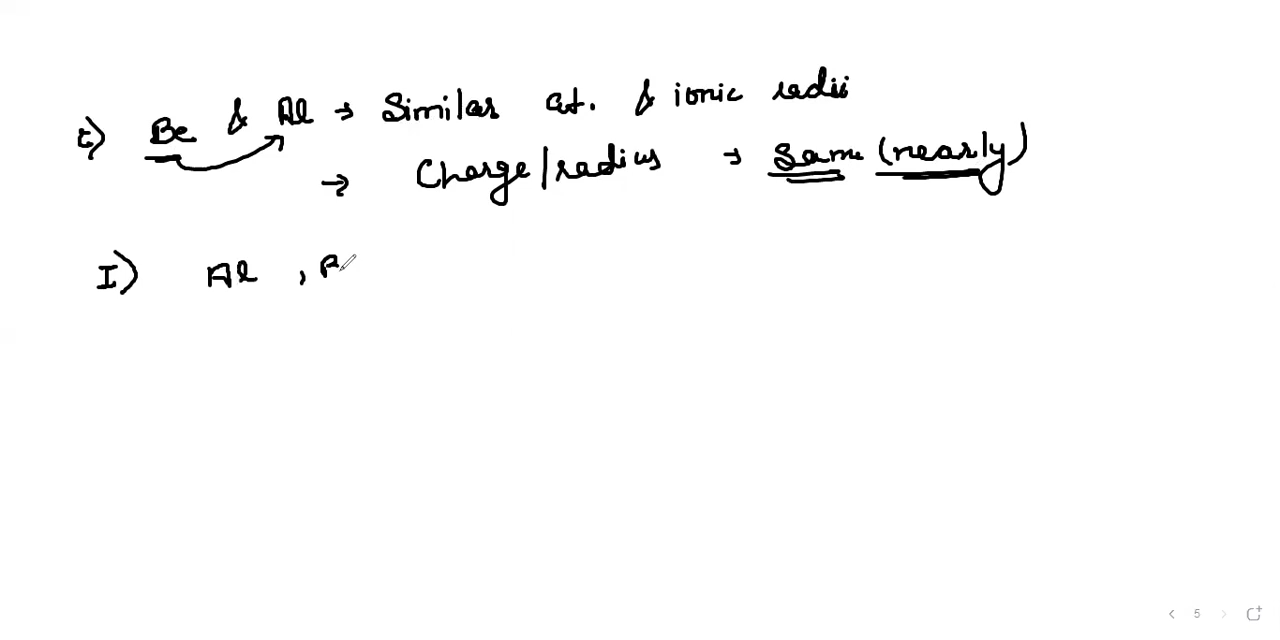 i) Be & Al → Similar at. & ionic radii
→ Charge/radius → Same (nearly)
I) Al ,
5